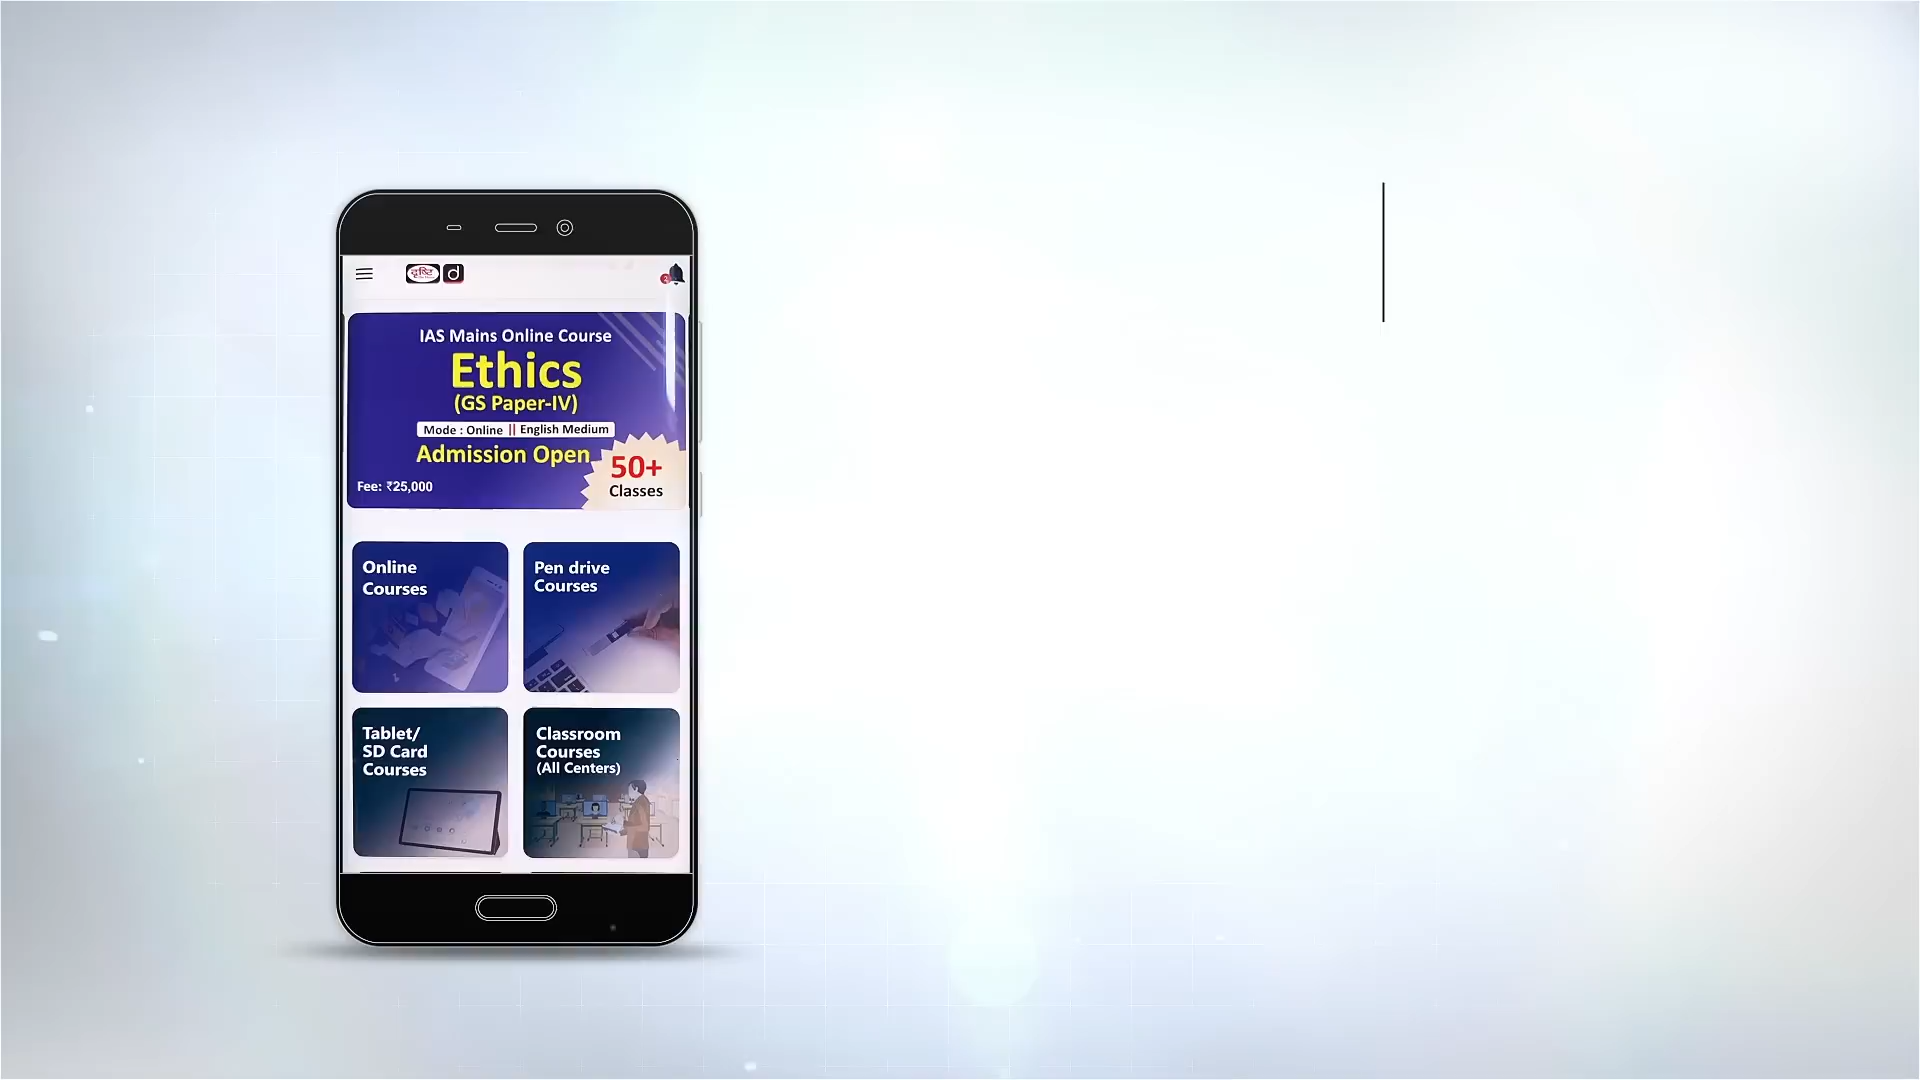 दृष्टि
d
2
IAS Mains Online Course
Ethics
(GS Paper-IV)
Mode : Online || English Medium
Admission Open
50+
Classes
Fee: ₹25,000
Online
Courses
Pen drive
Courses
Tablet/
SD Card
Courses
Classroom
Courses
(All Centers)